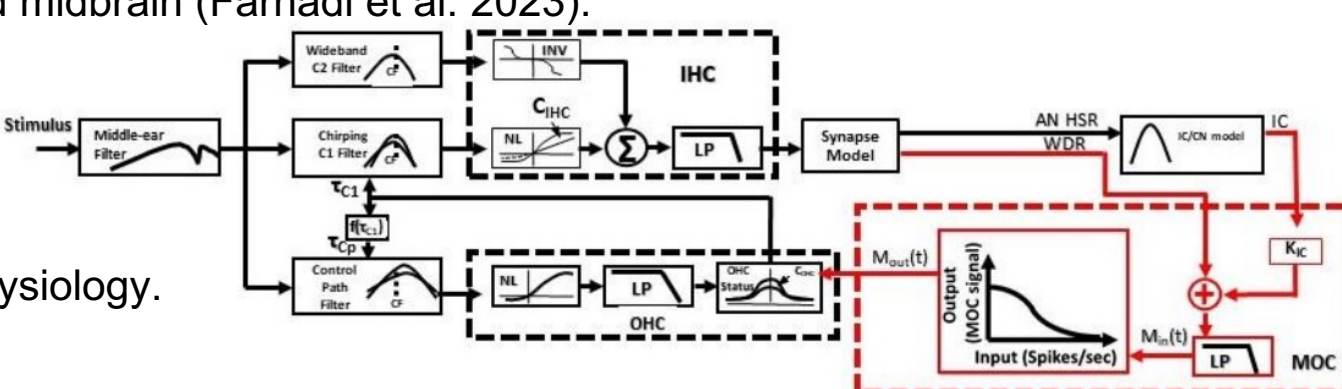 d midbrain (Farhadi et al. 2023).
Wideband
C2 Filter
CF
INV
IHC
C_IHC
Stimulus
Middle-ear
Filter
Chirping
C1 Filter
CF
NL
Σ
LP
Synapse
Model
AN HSR
WDR
IC/CN model
IC
τ_C1
f(τ_C1)
τ_Cp
Control
Path
Filter
CF
NL
LP
OHC
Status
C_OHC
OHC
M_out(t)
Output
(MOC signal)
Input (Spikes/sec)
K_IC
+
M_in(t)
LP
MOC
ysiology.